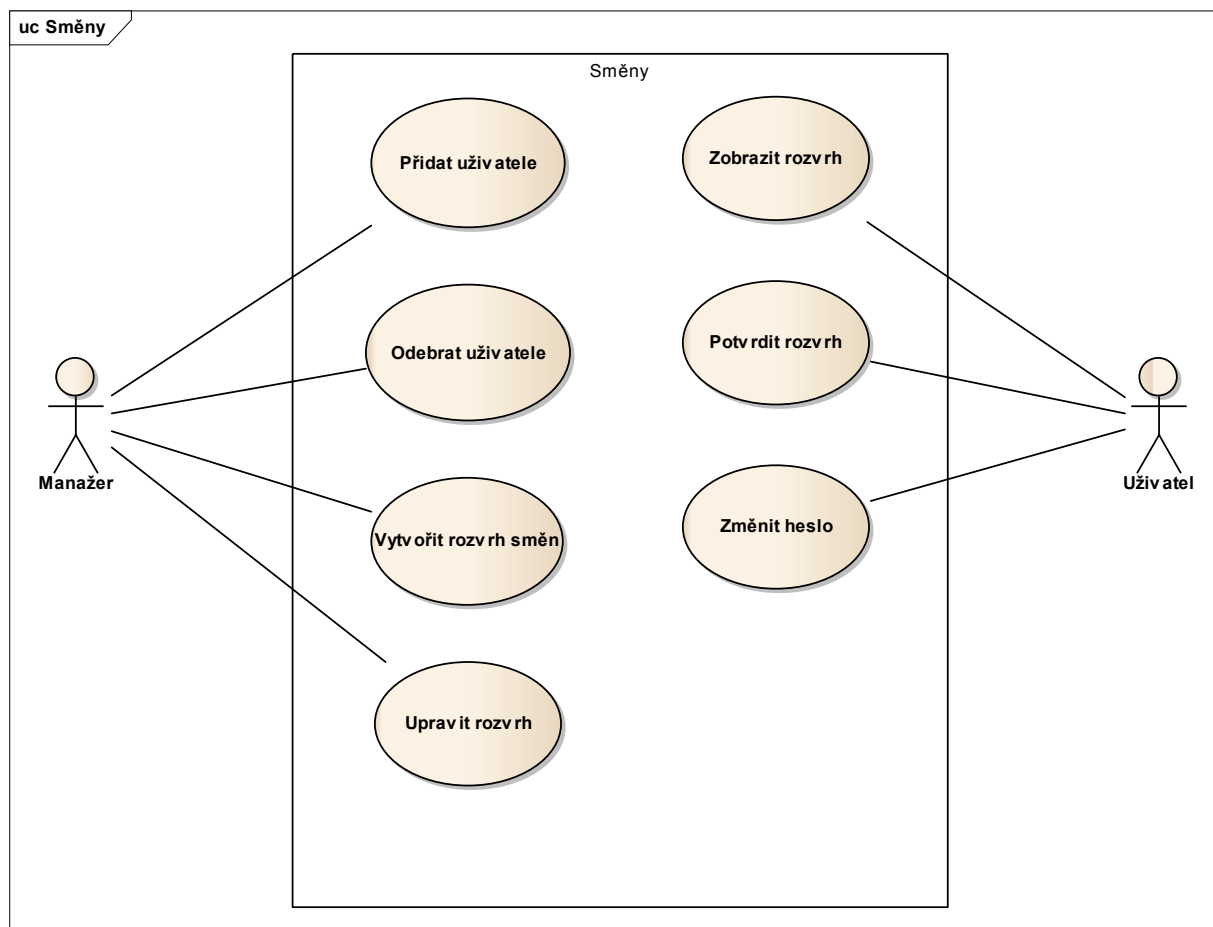 uc Směny
Směny
Přidat uživatele
Zobrazit rozvrh
Odebrat uživatele
Potvrdit rozvrh
Manažer
Uživatel
Vytvořit rozvrh směn
Změnit heslo
Upravit rozvrh